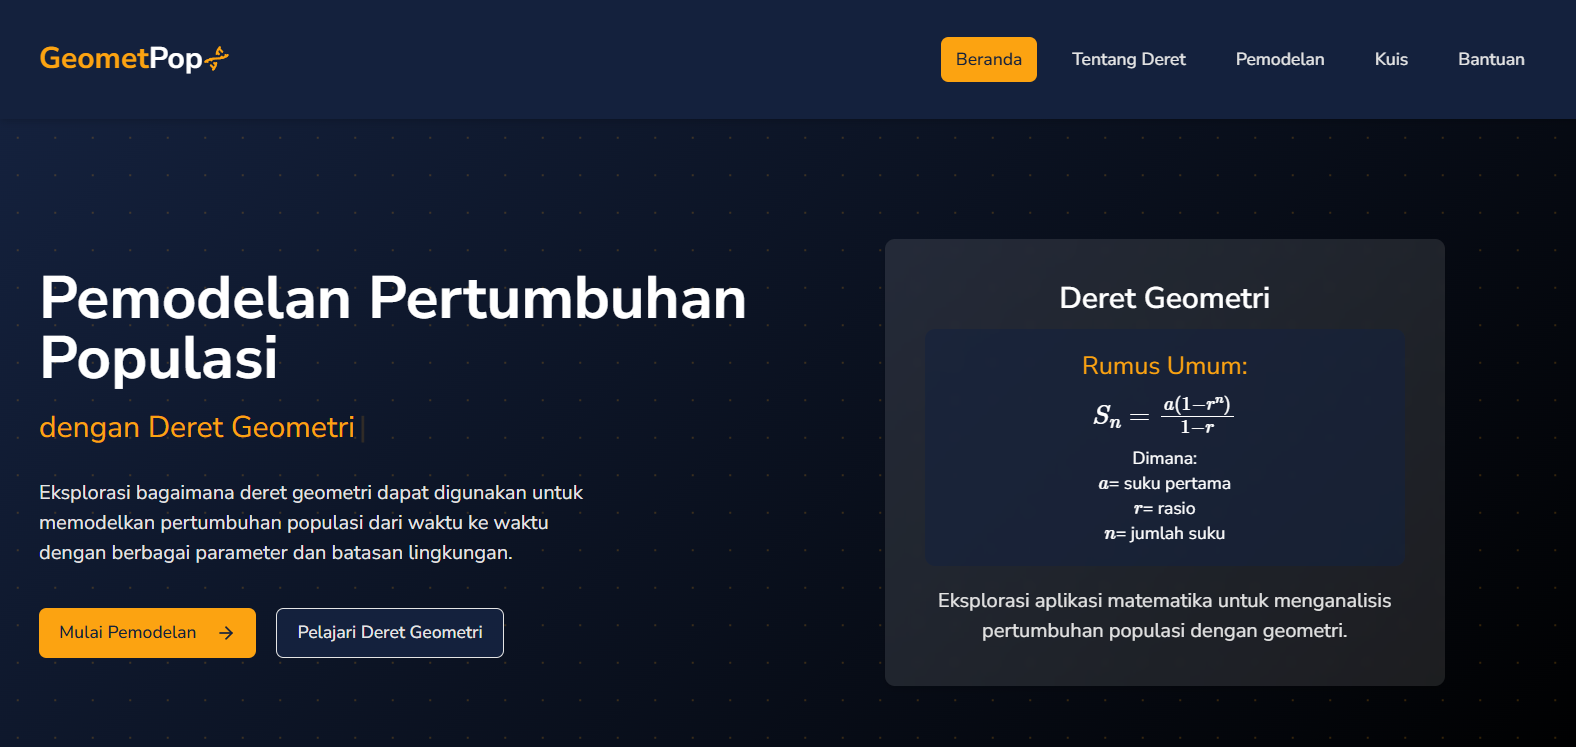 GeometPop
Beranda
Tentang Deret
Pemodelan
Kuis
Bantuan
Pemodelan Pertumbuhan
Populasi
dengan Deret Geometri|
Eksplorasi bagaimana deret geometri dapat digunakan untuk
memodelkan pertumbuhan populasi dari waktu ke waktu
dengan berbagai parameter dan batasan lingkungan.
Mulai Pemodelan →
Pelajari Deret Geometri
Deret Geometri
Rumus Umum:
Sₙ = a(1−rⁿ)/(1−r)
Dimana:
a= suku pertama
r= rasio
n= jumlah suku
Eksplorasi aplikasi matematika untuk menganalisis
pertumbuhan populasi dengan geometri.